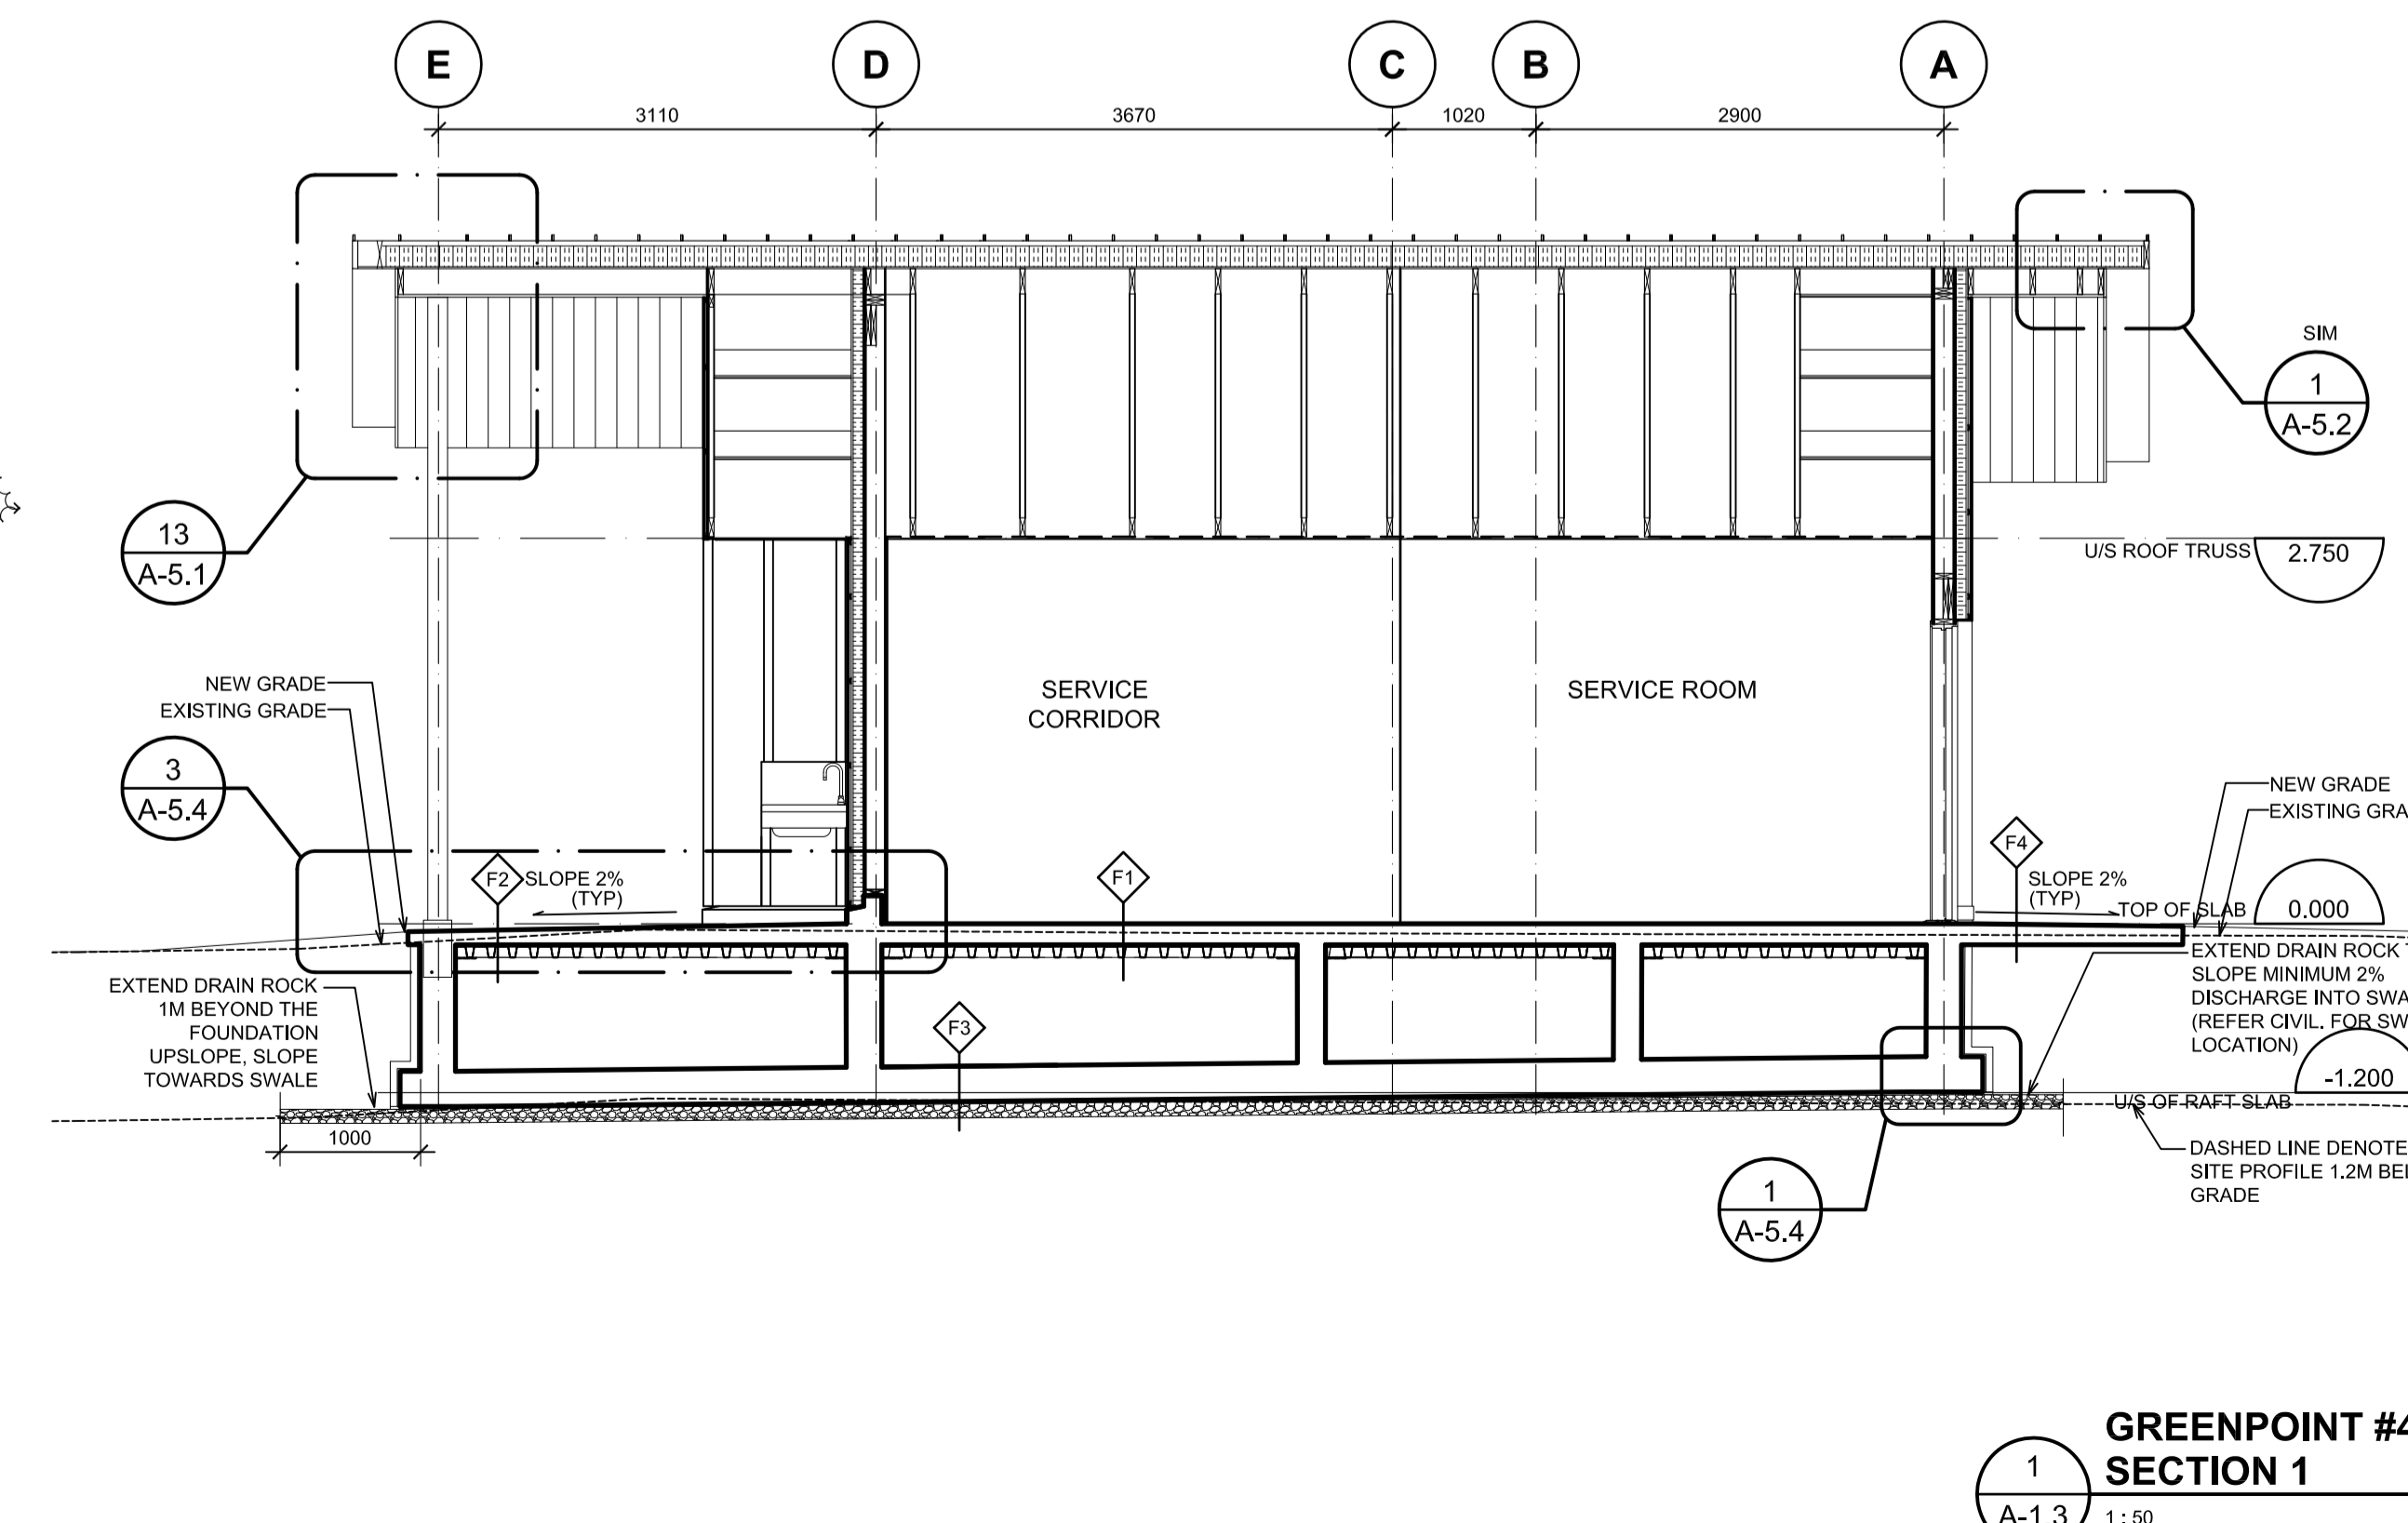 E
D
C
B
A
3110
3670
1020
2900
SIM
1
A-5.2
13
A-5.1
U/S ROOF TRUSS
2.750
NEW GRADE
EXISTING GRADE
SERVICE
CORRIDOR
SERVICE ROOM
3
A-5.4
NEW GRADE
EXISTING GRA
F2
SLOPE 2%
(TYP)
F1
F4
SLOPE 2%
(TYP)
TOP OF SLAB
0.000
EXTEND DRAIN ROCK
1M BEYOND THE
FOUNDATION
UPSLOPE, SLOPE
TOWARDS SWALE
F3
EXTEND DRAIN ROCK
SLOPE MINIMUM 2%
DISCHARGE INTO SWA
(REFER CIVIL. FOR SW
LOCATION)
-1.200
U/S OF RAFT SLAB
1000
DASHED LINE DENOTE
SITE PROFILE 1.2M BEL
GRADE
1
A-5.4
GREENPOINT #4
SECTION 1
1
A-1.3
1 : 50